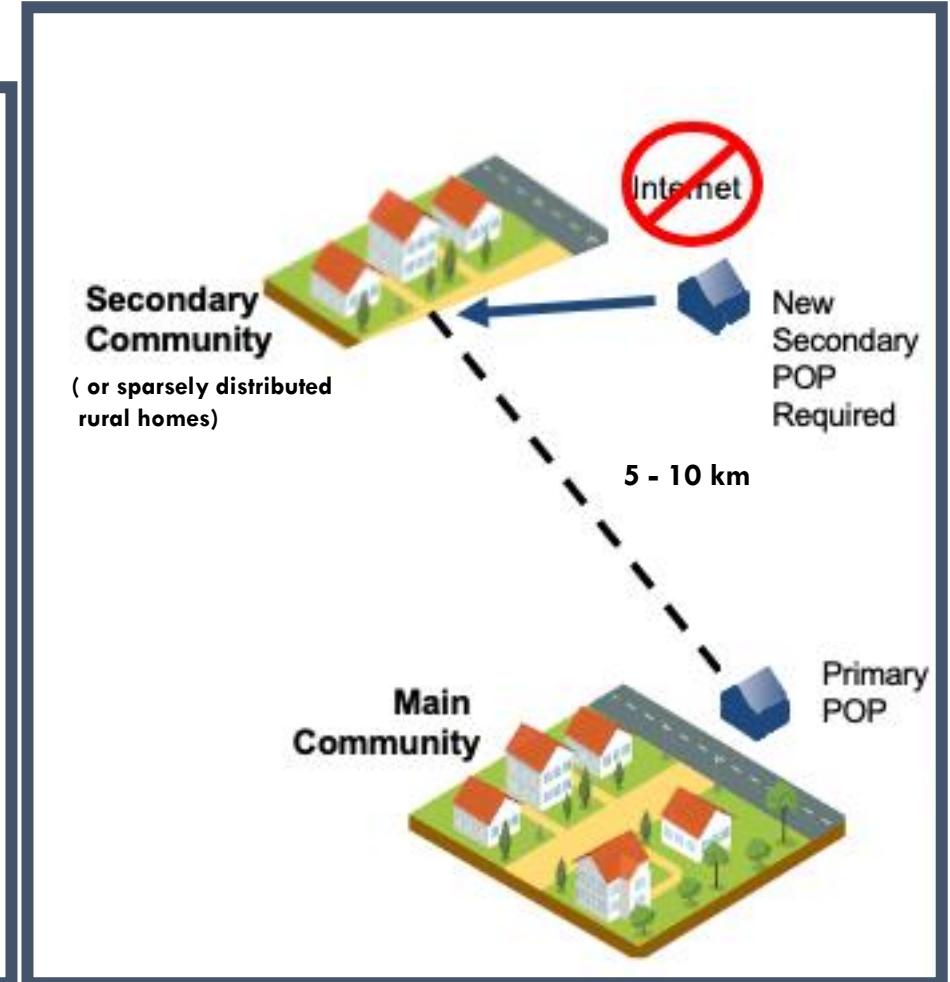 Internet
Secondary
Community
( or sparsely distributed
rural homes)
New
Secondary
POP
Required
5 - 10 km
Primary
POP
Main
Community